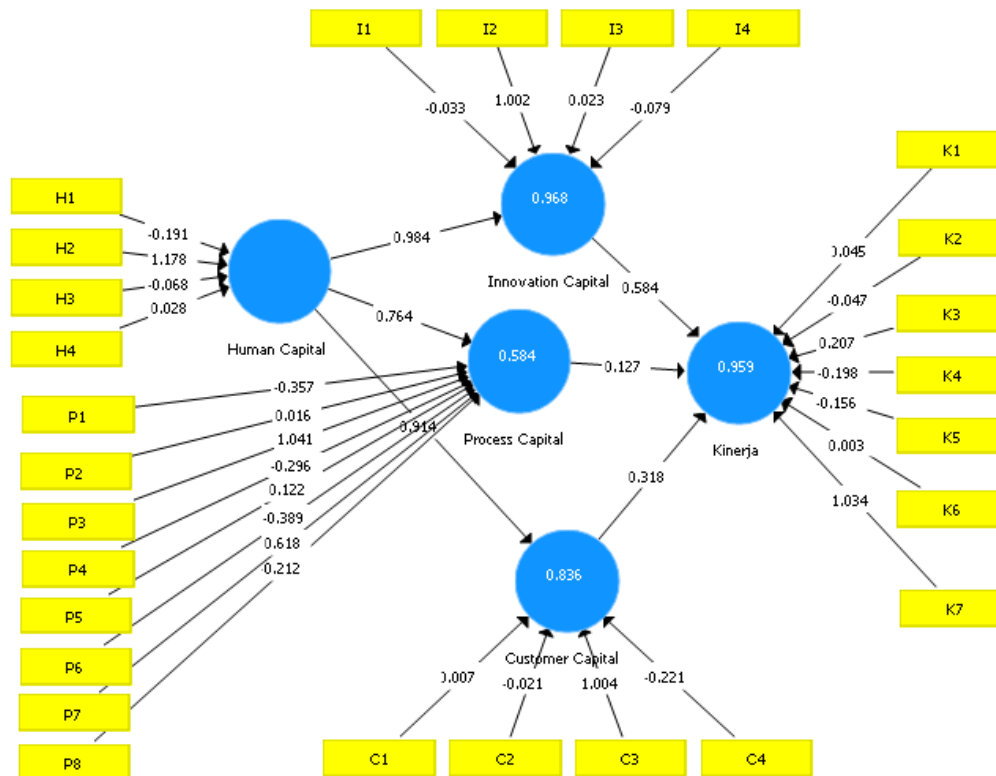 I1
I2
I3
I4
-0.033
1.002
0.023
-0.079
K1
H1
H2
H3
H4
-0.191
1.178
-0.068
0.028
0.968
0.984
Innovation Capital
0.584
0.045
K2
-0.047
K3
0.207
Human Capital
0.764
0.584
0.127
0.959
-0.198
K4
-0.156
K5
Kinerja
Process Capital
0.914
P1
-0.357
P2
0.016
P3
1.041
P4
-0.296
P5
0.122
P6
-0.389
P7
0.618
P8
-0.212
0.003
K6
1.034
K7
0.318
0.836
Customer Capital
0.007
-0.021
1.004
-0.221
C1
C2
C3
C4